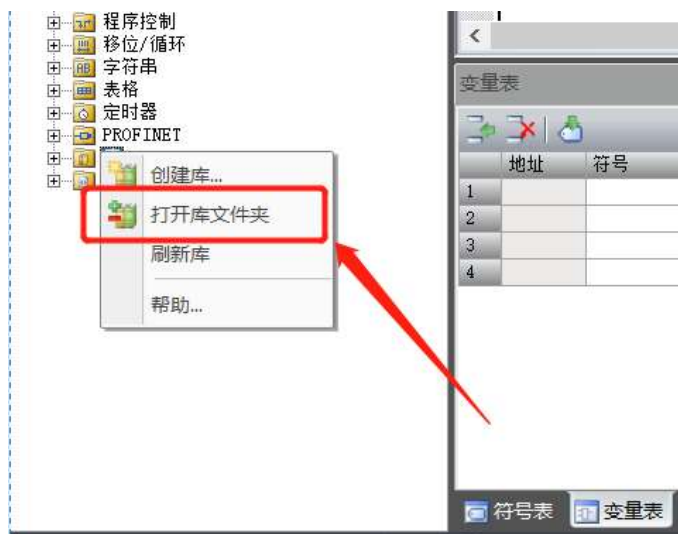 程序控制
移位/循环
字符串
表格
定时器
PROFINET
创建库...
打开库文件夹
刷新库
帮助...
变量表
地址 符号
1
2
3
4
符号表 变量表